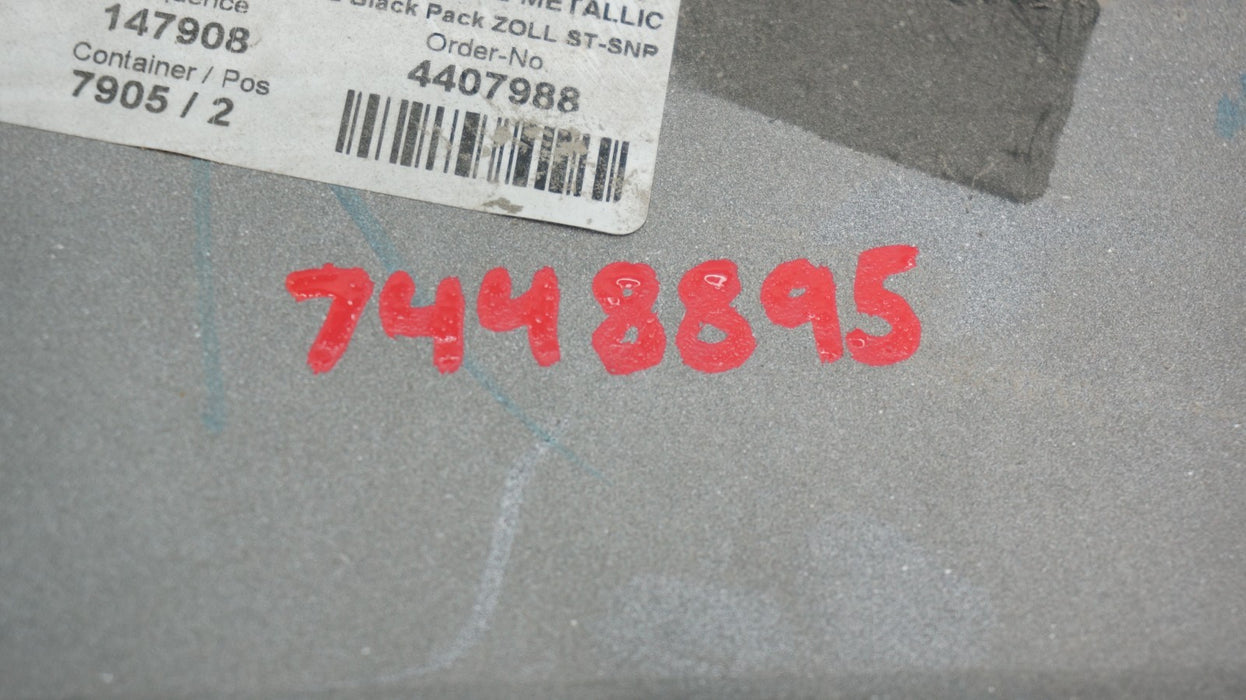 METALLIC
Black Pack ZOLL ST-SNP
147908
Order-No.
4407988
Container / Pos
7905 / 2
7448895